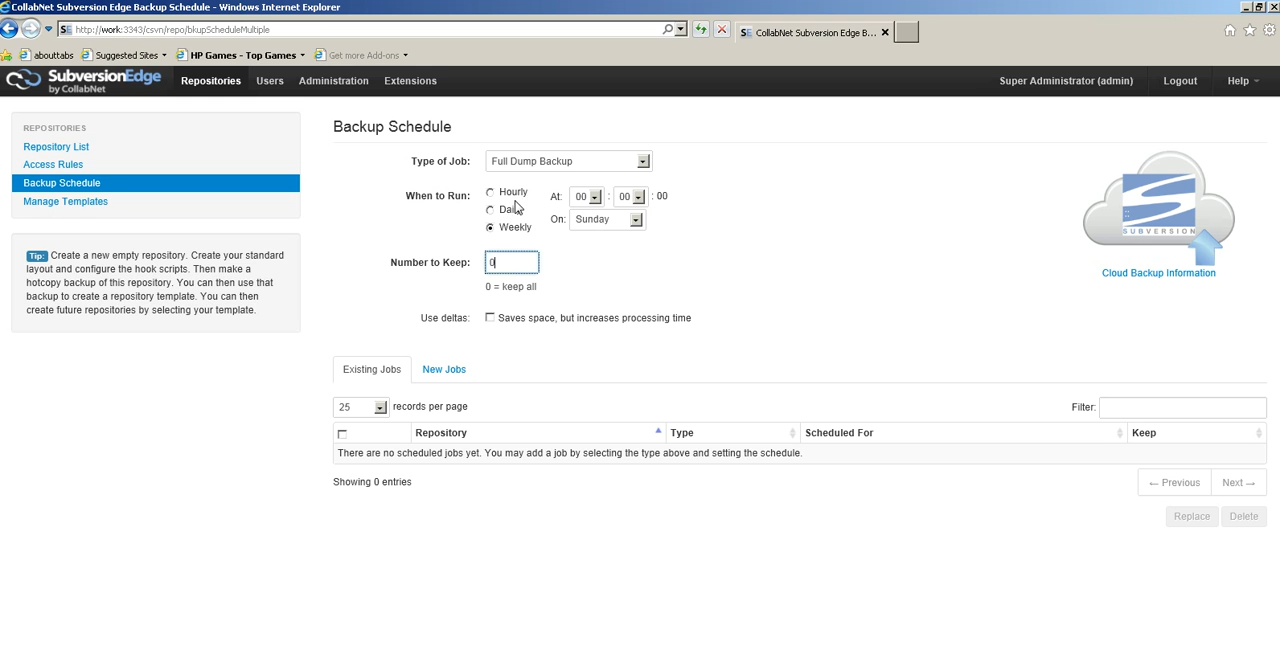 CollabNet Subversion Edge Backup Schedule - Windows Internet Explorer
http://work:3343/csvn/repo/bkupScheduleMultiple
CollabNet Subversion Edge B...
abouttabs Suggested Sites HP Games - Top Games Get more Add-ons
SubversionEdge
by CollabNet
Repositories Users Administration Extensions Super Administrator (admin) Logout Help
REPOSITORIES
Repository List
Access Rules
Backup Schedule
Manage Templates
Tip: Create a new empty repository. Create your standard
layout and configure the hook scripts. Then make a
hotcopy backup of this repository. You can then use that
backup to create a repository template. You can then
create future repositories by selecting your template.
Backup Schedule
Type of Job: Full Dump Backup
When to Run: Hourly At: 00 : 00 : 00
On: Sunday
Weekly
Number to Keep: 0
0 = keep all
Use deltas: Saves space, but increases processing time
SUBVERSION
Cloud Backup Information
Existing Jobs New Jobs
25 records per page Filter:
Repository Type Scheduled For Keep
There are no scheduled jobs yet. You may add a job by selecting the type above and setting the schedule.
Showing 0 entries
← Previous Next →
Replace Delete